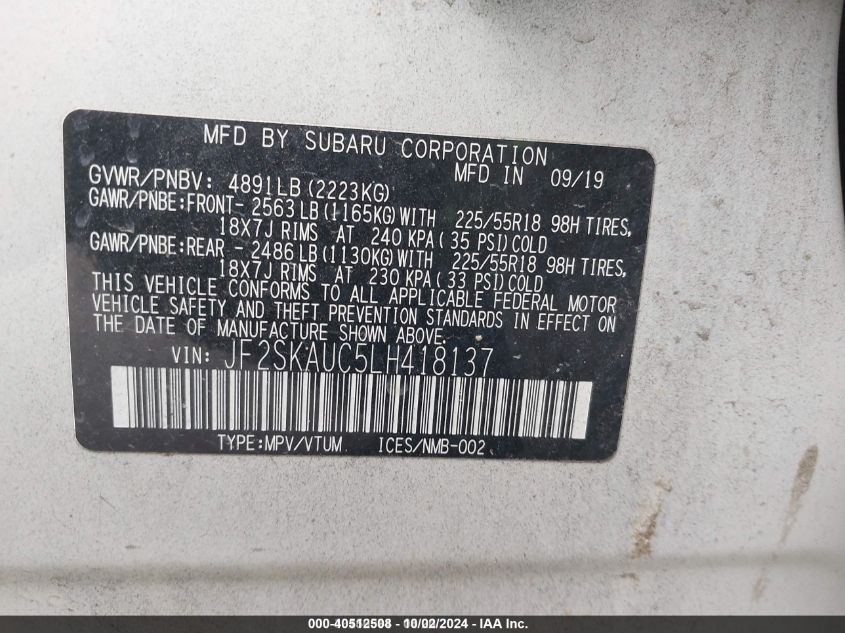 MFD BY SUBARU CORPORATION
MFD IN 09/19
GVWR/PNBV: 4891LB(2223KG)
GAWR/PNBE:FRONT- 2563LB(1165KG)WITH 225/55R18 98H TIRES,
18X7J RIMS AT 240 KPA(35 PSI)COLD
GAWR/PNBE:REAR - 2486LB(1130KG)WITH 225/55R18 98H TIRES,
18X7J RIMS AT 230 KPA(33 PSI)COLD
THIS VEHICLE CONFORMS TO ALL APPLICABLE FEDERAL MOTOR
VEHICLE SAFETY AND THEFT PREVENTION STANDARDS IN EFFECT ON
THE DATE OF MANUFACTURE SHOWN ABOVE.
VIN: JF2SKAUC5LH418137
TYPE:MPV/VTUM ICES/NMB-002
000-40512508 - 10/02/2024 - IAA Inc.